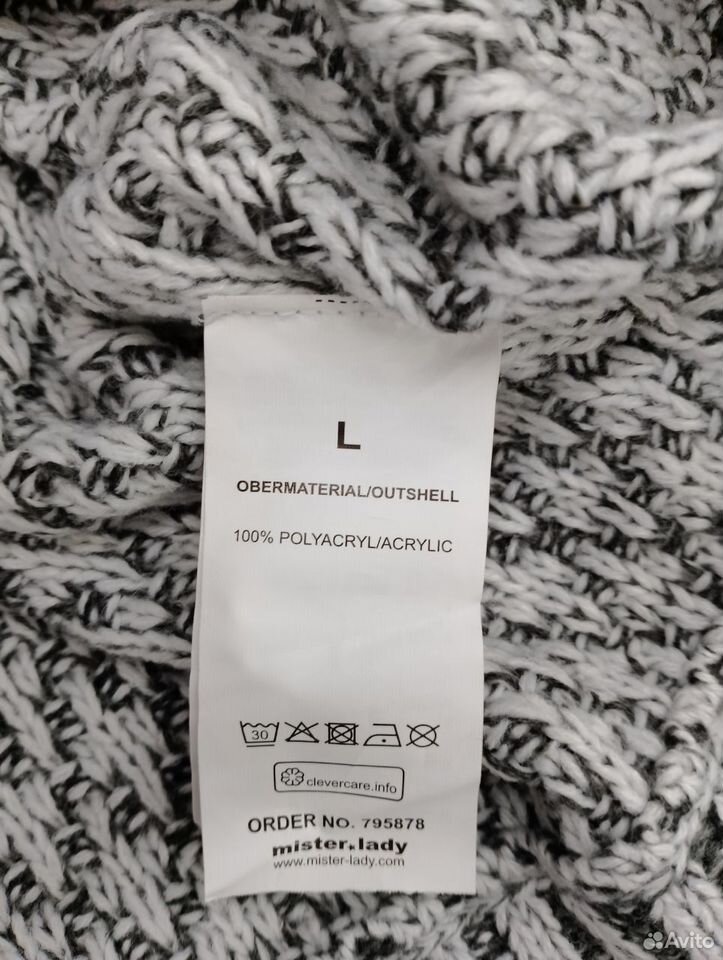 L
OBERMATERIAL/OUTSHELL
100% POLYACRYL/ACRYLIC
30
clevercare.info
ORDER NO. 795878
mister*lady
www.mister-lady.com
Avito